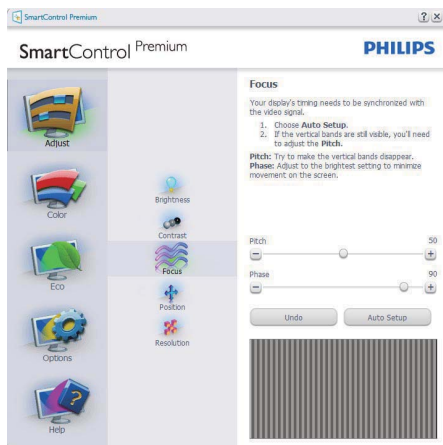 SmartControl Premium
SmartControl Premium
PHILIPS
Adjust
Color
Eco
Options
Help
Brightness
Contrast
Focus
Position
Resolution
Focus
Your display's timing needs to be synchronized with
the video signal.
1. Choose Auto Setup.
2. If the vertical bands are still visible, you'll need
to adjust the Pitch.
Pitch: Try to make the vertical bands disappear.
Phase: Adjust to the brightest setting to minimize
movement on the screen.
Pitch 50
Phase 90
Undo Auto Setup